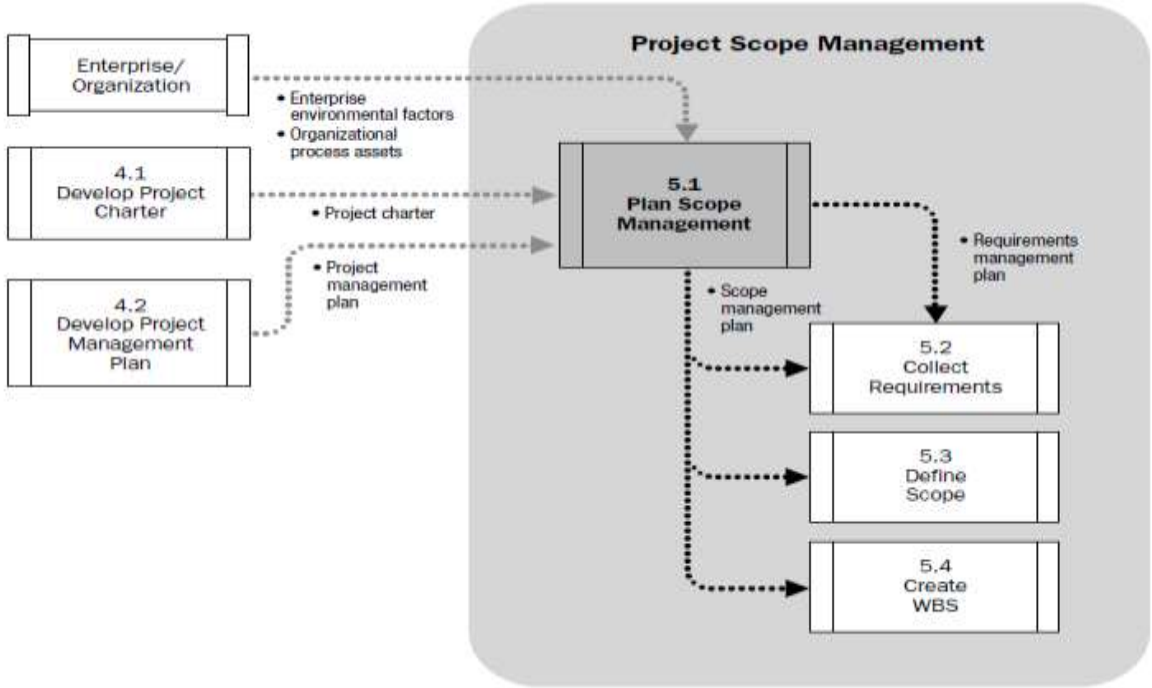 Project Scope Management
Enterprise/
Organization
• Enterprise
environmental factors
• Organizational
process assets
4.1
Develop Project
Charter
• Project charter
5.1
Plan Scope
Management
• Project
management
plan
4.2
Develop Project
Management
Plan
• Requirements
management
plan
• Scope
management
plan
5.2
Collect
Requirements
5.3
Define
Scope
5.4
Create
WBS